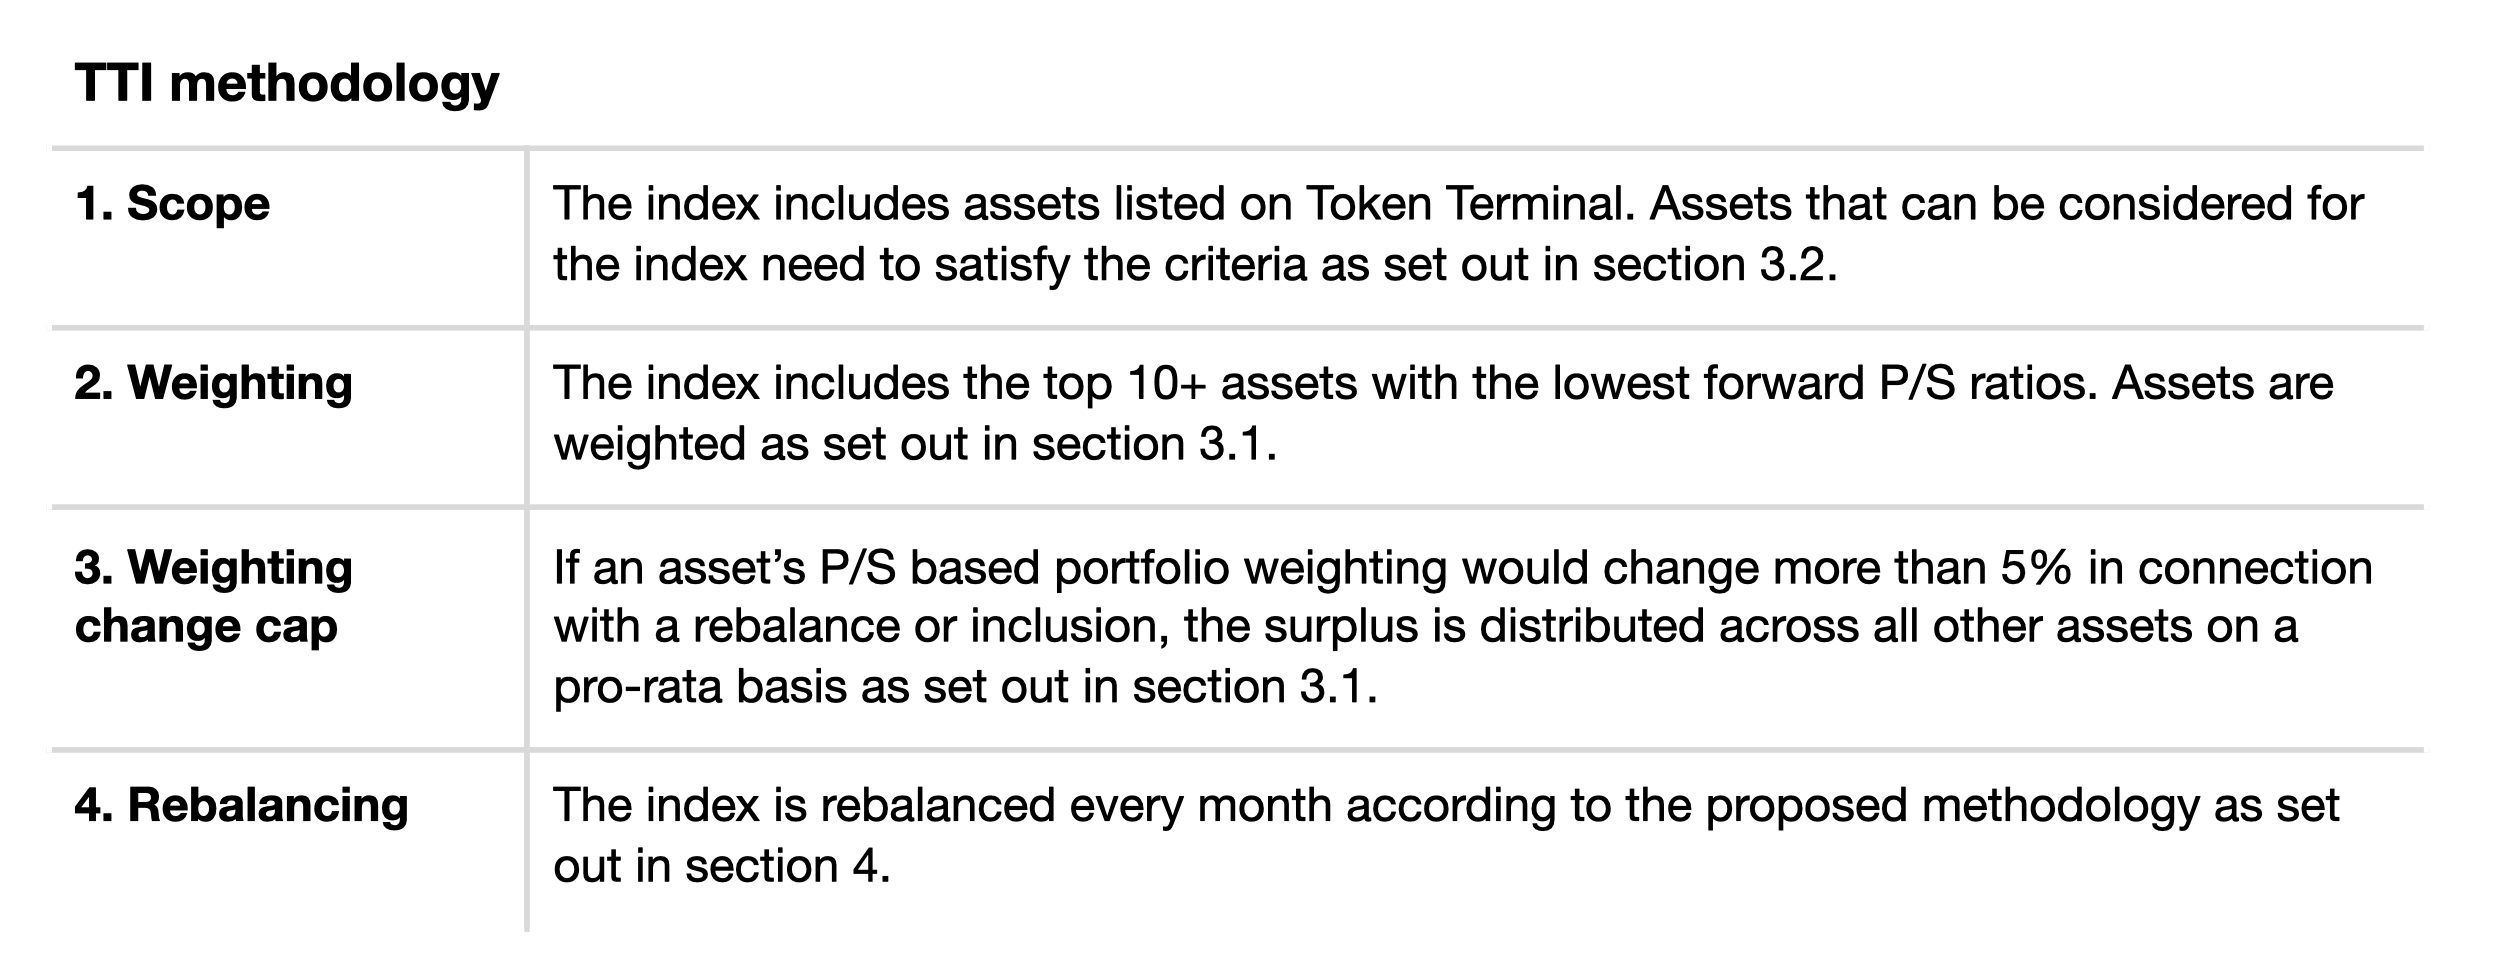 TTI methodology
1. Scope
The index includes assets listed on Token Terminal. Assets that can be considered for
the index need to satisfy the criteria as set out in section 3.2.
2. Weighting
The index includes the top 10+ assets with the lowest forward P/S ratios. Assets are
weighted as set out in section 3.1.
3. Weighting
change cap
If an asset's P/S based portfolio weighting would change more than 5% in connection
with a rebalance or inclusion, the surplus is distributed across all other assets on a
pro-rata basis as set out in section 3.1.
4. Rebalancing
The index is rebalanced every month according to the proposed methodology as set
out in section 4.